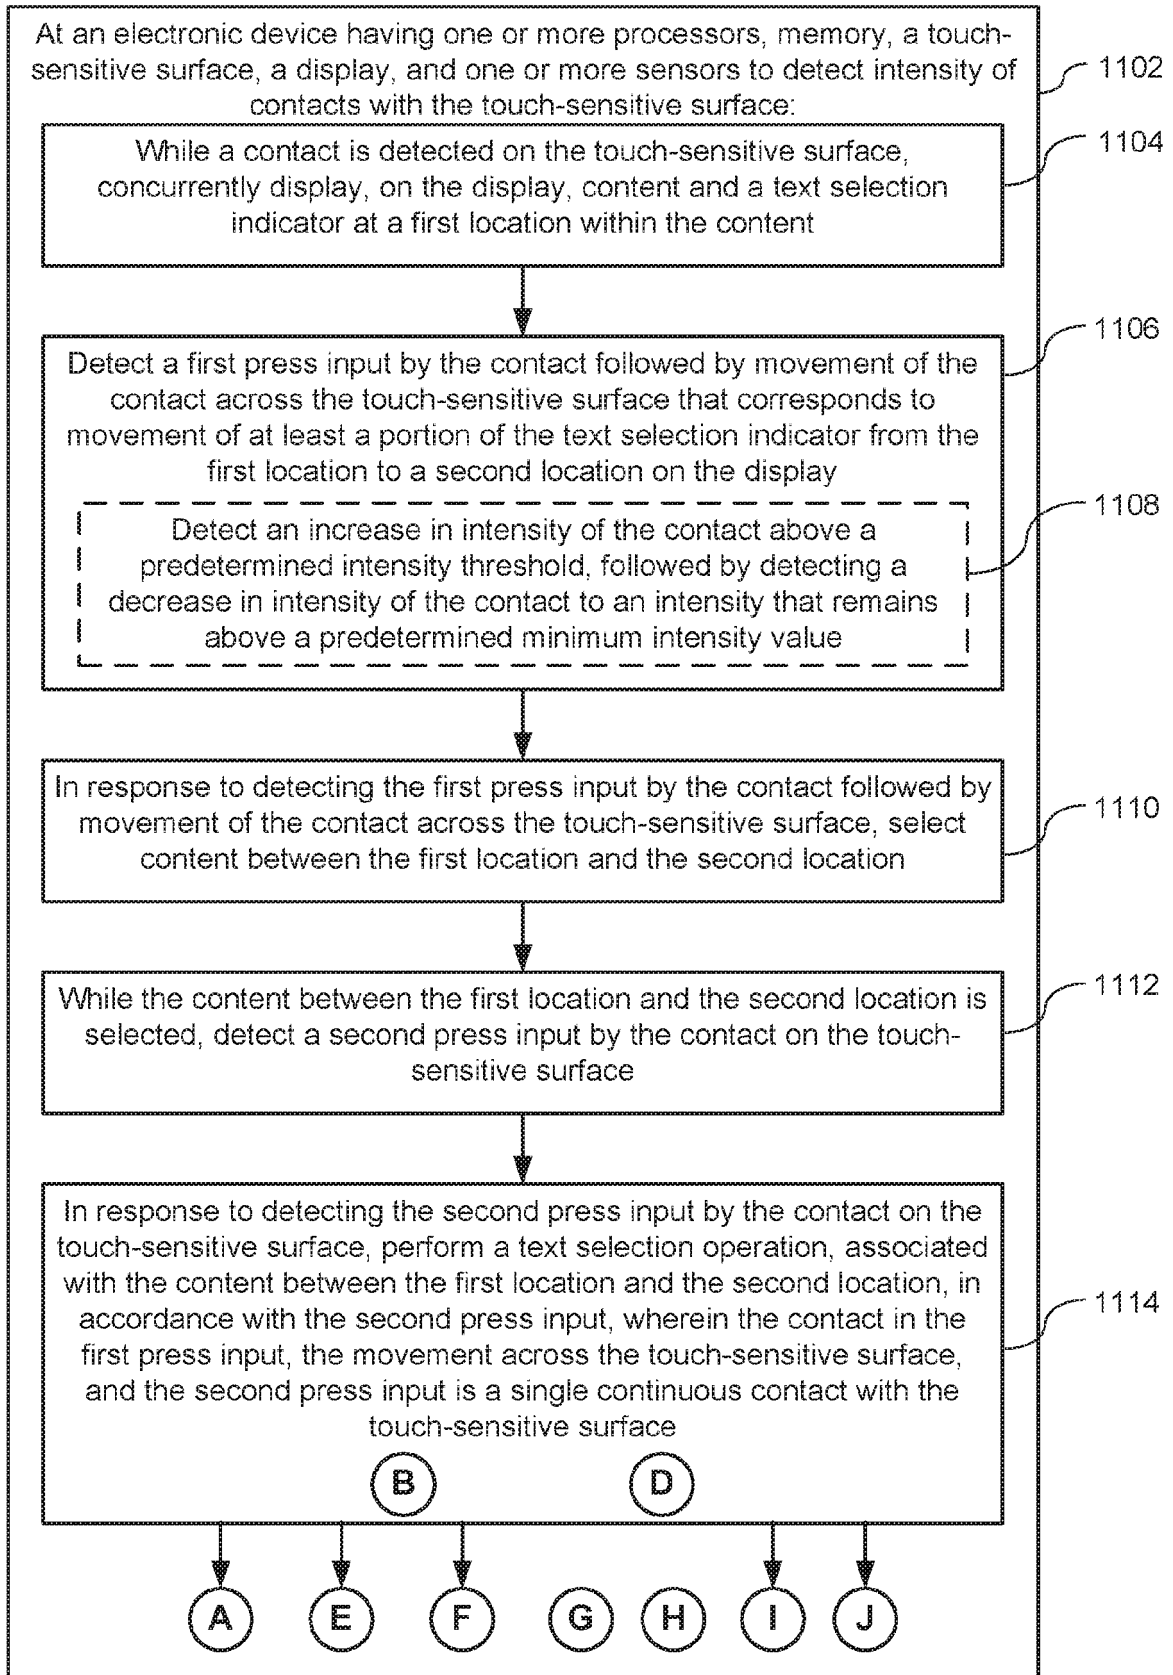 At an electronic device having one or more processors, memory, a touch-
sensitive surface, a display, and one or more sensors to detect intensity of
contacts with the touch-sensitive surface:
1102
While a contact is detected on the touch-sensitive surface,
concurrently display, on the display, content and a text selection
indicator at a first location within the content
1104
Detect a first press input by the contact followed by movement of the
contact across the touch-sensitive surface that corresponds to
movement of at least a portion of the text selection indicator from the
first location to a second location on the display
1106
Detect an increase in intensity of the contact above a
predetermined intensity threshold, followed by detecting a
decrease in intensity of the contact to an intensity that remains
above a predetermined minimum intensity value
1108
In response to detecting the first press input by the contact followed by
movement of the contact across the touch-sensitive surface, select
content between the first location and the second location
1110
While the content between the first location and the second location is
selected, detect a second press input by the contact on the touch-
sensitive surface
1112
In response to detecting the second press input by the contact on the
touch-sensitive surface, perform a text selection operation, associated
with the content between the first location and the second location, in
accordance with the second press input, wherein the contact in the
first press input, the movement across the touch-sensitive surface,
and the second press input is a single continuous contact with the
touch-sensitive surface
1114
B D
A E F G H I J